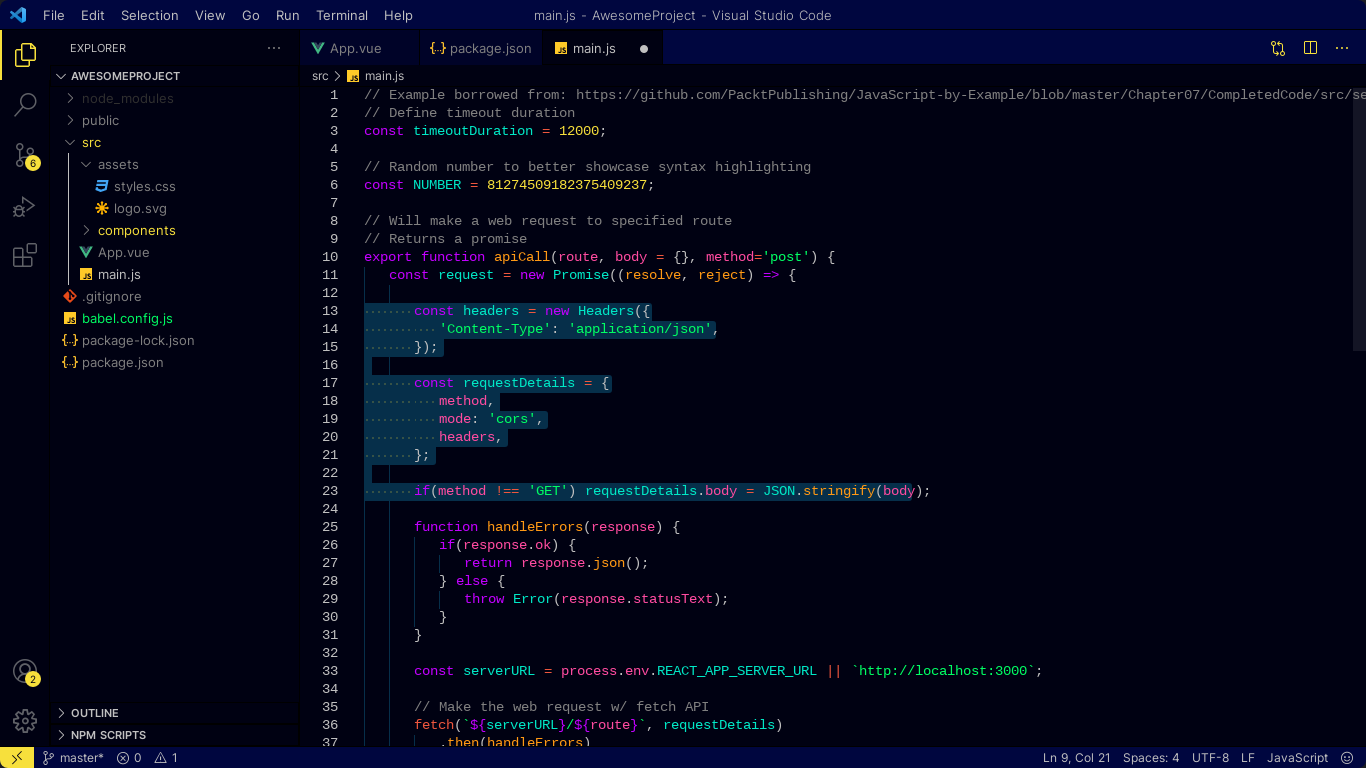 File Edit Selection View Go Run Terminal Help main.js - AwesomeProject - Visual Studio Code
EXPLORER ···
App.vue package.json main.js
AWESOMEPROJECT
node_modules
public
src
assets
styles.css
logo.svg
components
App.vue
main.js
.gitignore
babel.config.js
package-lock.json
package.json
OUTLINE
NPM SCRIPTS
6
2
src > main.js
1 // Example borrowed from: https://github.com/PacktPublishing/JavaScript-by-Example/blob/master/Chapter07/CompletedCode/src/se
2 // Define timeout duration
3 const timeoutDuration = 12000;
4
5 // Random number to better showcase syntax highlighting
6 const NUMBER = 81274509182375409237;
7
8 // Will make a web request to specified route
9 // Returns a promise
10 export function apiCall(route, body = {}, method='post') {
11 const request = new Promise((resolve, reject) => {
12
13 const headers = new Headers({
14 'Content-Type': 'application/json',
15 });
16
17 const requestDetails = {
18 method,
19 mode: 'cors',
20 headers,
21 };
22
23 if(method !== 'GET') requestDetails.body = JSON.stringify(body);
24
25 function handleErrors(response) {
26 if(response.ok) {
27 return response.json();
28 } else {
29 throw Error(response.statusText);
30 }
31 }
32
33 const serverURL = process.env.REACT_APP_SERVER_URL || `http://localhost:3000`;
34
35 // Make the web request w/ fetch API
36 fetch(`${serverURL}/${route}`, requestDetails)
37 .then(handleErrors)
master* 0 1 Ln 9, Col 21 Spaces: 4 UTF-8 LF JavaScript